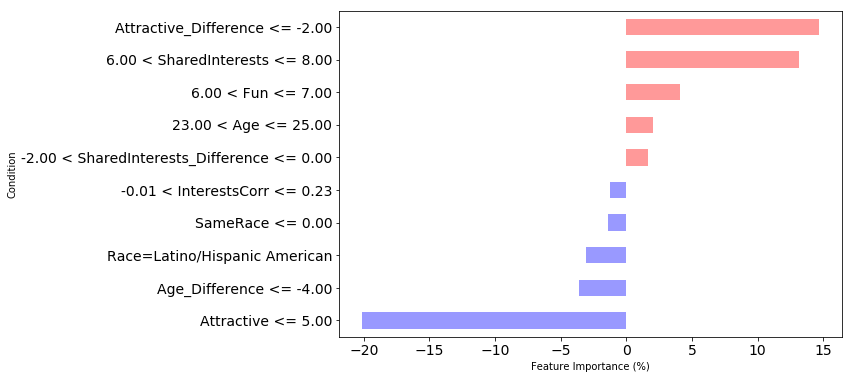 Attractive_Difference <= -2.00
6.00 < SharedInterests <= 8.00
6.00 < Fun <= 7.00
23.00 < Age <= 25.00
-2.00 < SharedInterests_Difference <= 0.00
-0.01 < InterestsCorr <= 0.23
SameRace <= 0.00
Race=Latino/Hispanic American
Age_Difference <= -4.00
Attractive <= 5.00
Condition
−20 −15 −10 −5 0 5 10 15
Feature Importance (%)